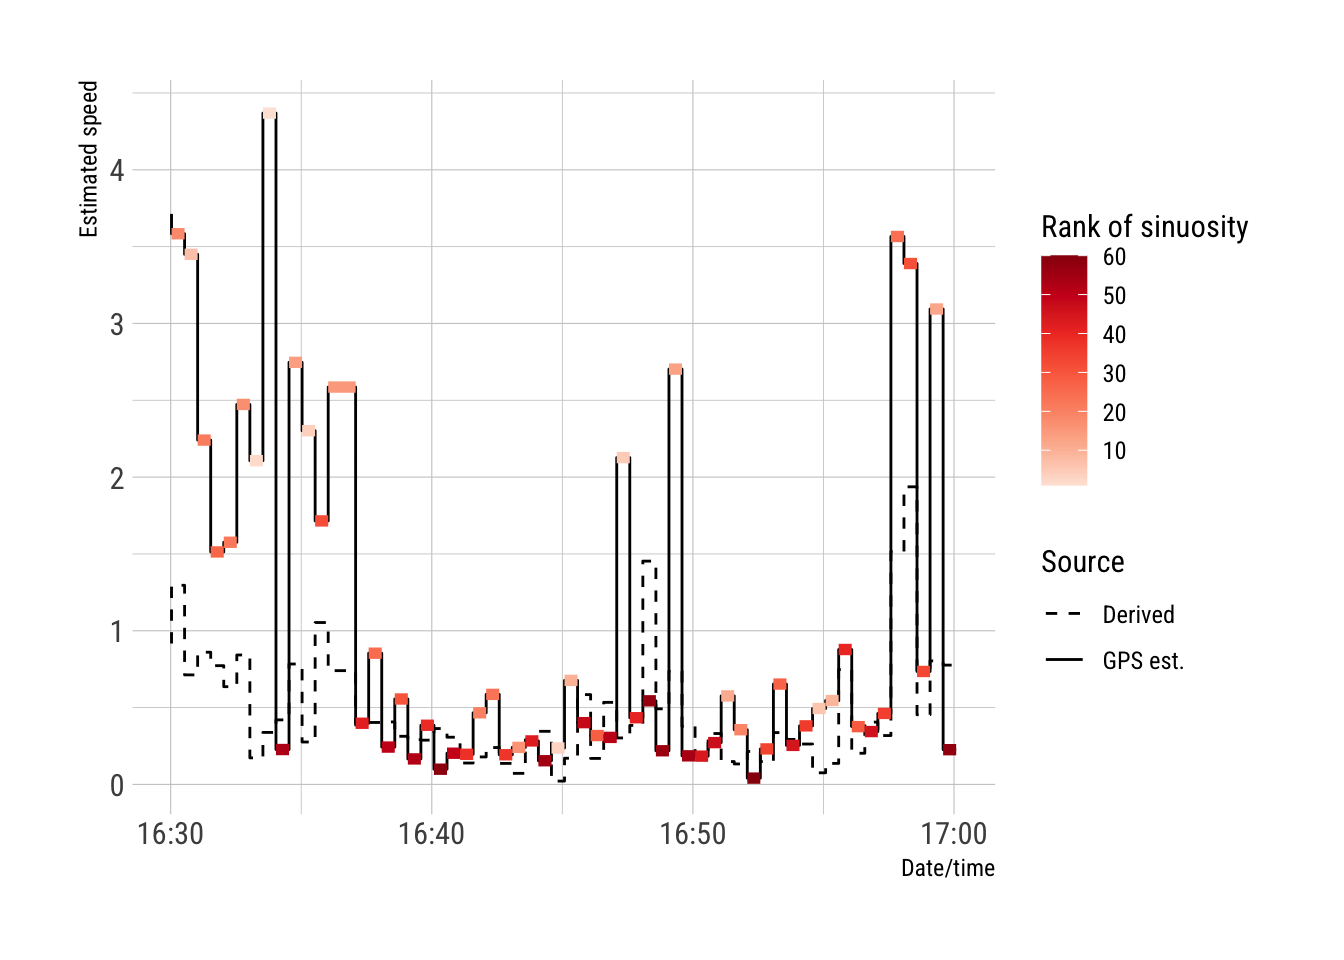 Estimated speed
4
3
2
1
0
16:30 16:40 16:50 17:00
Date/time
Rank of sinuosity
60
50
40
30
20
10
Source
Derived
GPS est.